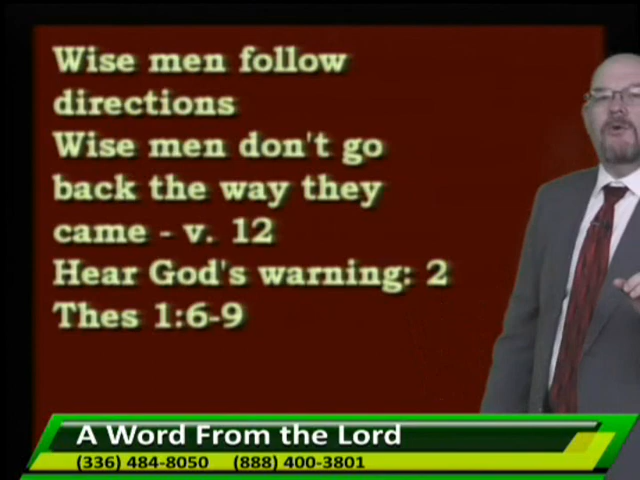 Wise men follow
directions
Wise men don't go
back the way they
came - v. 12
Hear God's warning: 2
Thes 1:6-9
A Word From the Lord
(336) 484-8050 (888) 400-3801